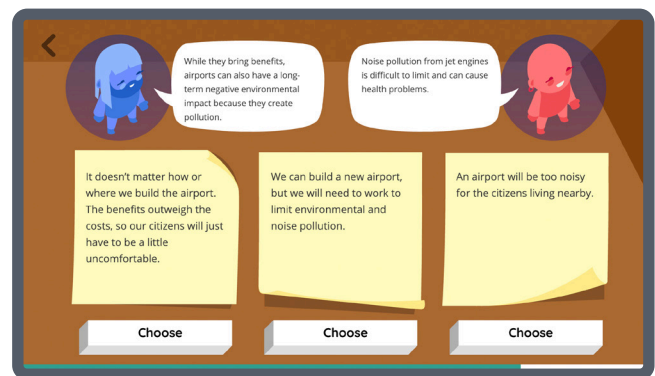 While they bring benefits,
airports can also have a long-
term negative environmental
impact because they create
pollution.
Noise pollution from jet engines
is difficult to limit and can cause
health problems.
It doesn’t matter how or
where we build the airport.
The benefits outweigh the
costs, so our citizens will just
have to be a little
uncomfortable.
We can build a new airport,
but we will need to work to
limit environmental and
noise pollution.
An airport will be too noisy
for the citizens living nearby.
Choose
Choose
Choose